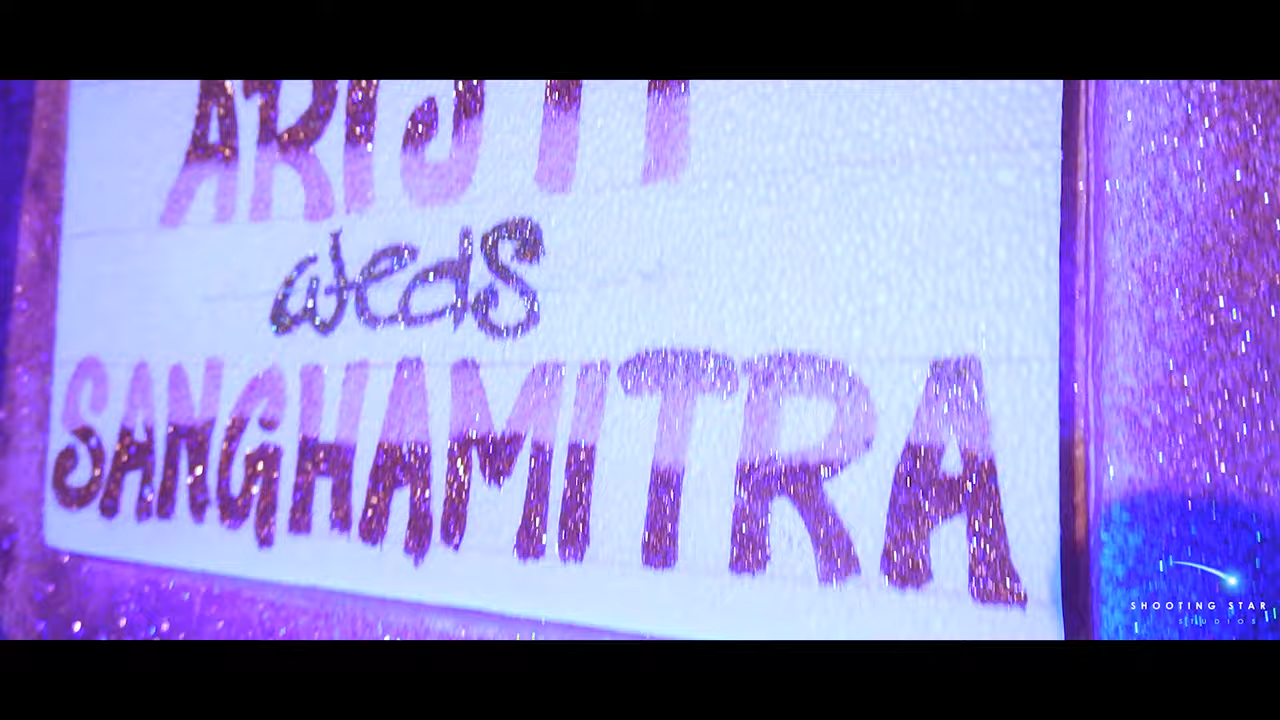 ARIJIT
weds
SANGHAMITRA
SHOOTING STAR
STUDIOS